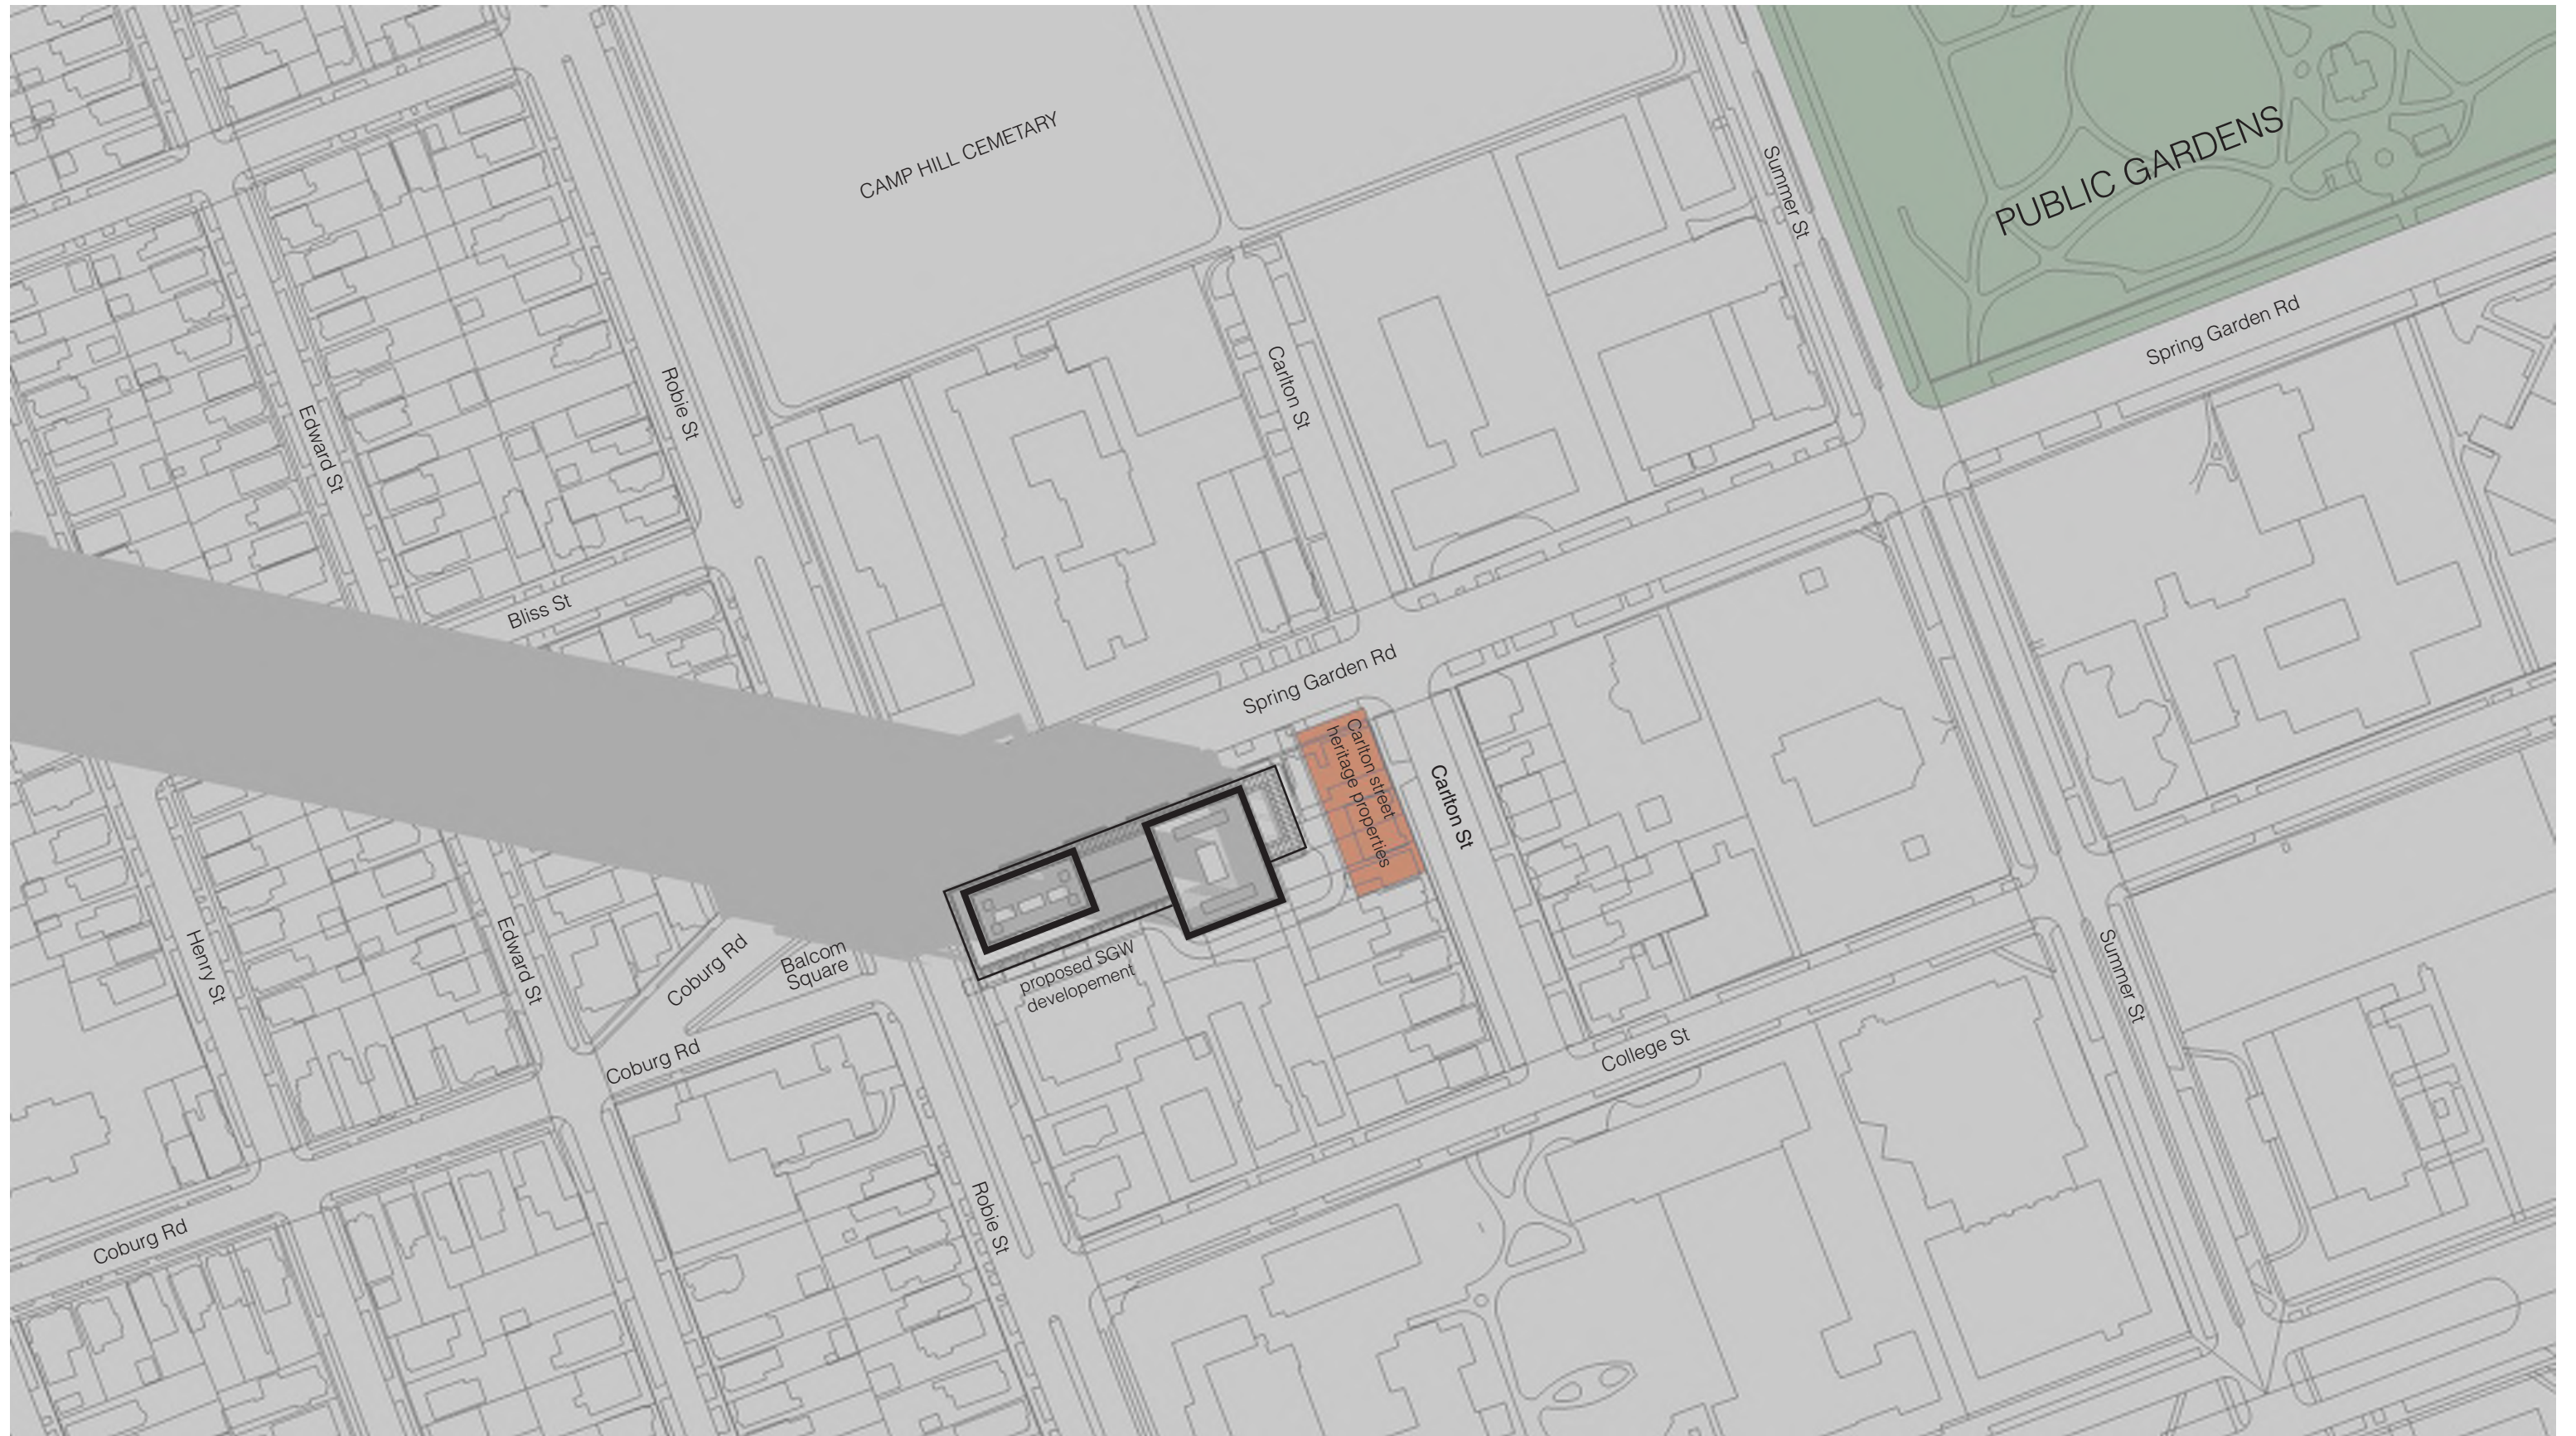 CAMP HILL CEMETARY
PUBLIC GARDENS
Summer St
Spring Garden Rd
Robie St
Carlton St
Edward St
Bliss St
Spring Garden Rd
Carlton street
heritage properties
Carlton St
Henry St
Edward St
Coburg Rd
Balcom
Square
proposed SGW
developement
Summer St
Coburg Rd
College St
Robie St
Coburg Rd